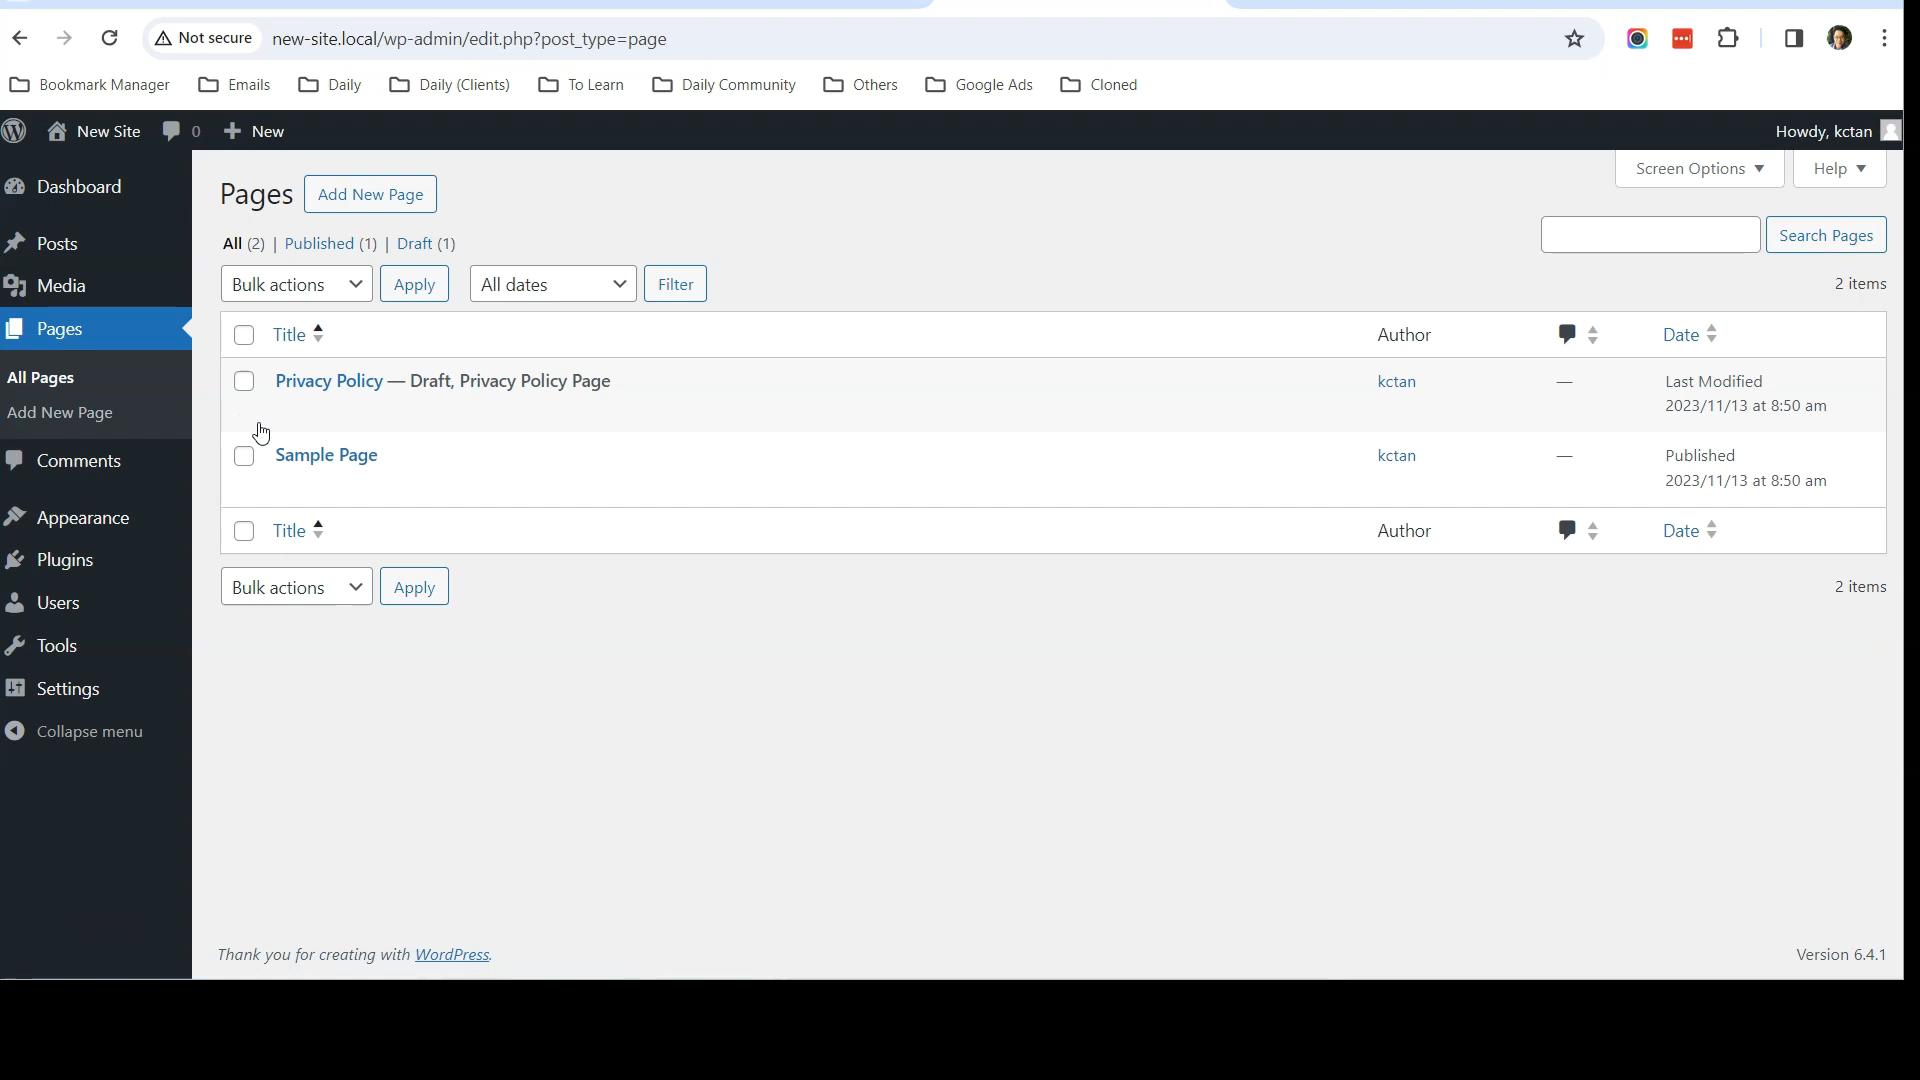 Not secure new-site.local/wp-admin/edit.php?post_type=page
Bookmark Manager Emails Daily Daily (Clients) To Learn Daily Community Others Google Ads Cloned
New Site 0 New Howdy, kctan
Screen Options Help
Dashboard
Posts
Media
Pages
All Pages
Add New Page
Comments
Appearance
Plugins
Users
Tools
Settings
Collapse menu
Pages Add New Page
All (2) | Published (1) | Draft (1)
Search Pages
Bulk actions Apply All dates Filter 2 items
Title Author Date
Privacy Policy — Draft, Privacy Policy Page kctan — Last Modified
2023/11/13 at 8:50 am
Sample Page kctan — Published
2023/11/13 at 8:50 am
Title Author Date
Bulk actions Apply 2 items
Thank you for creating with WordPress. Version 6.4.1